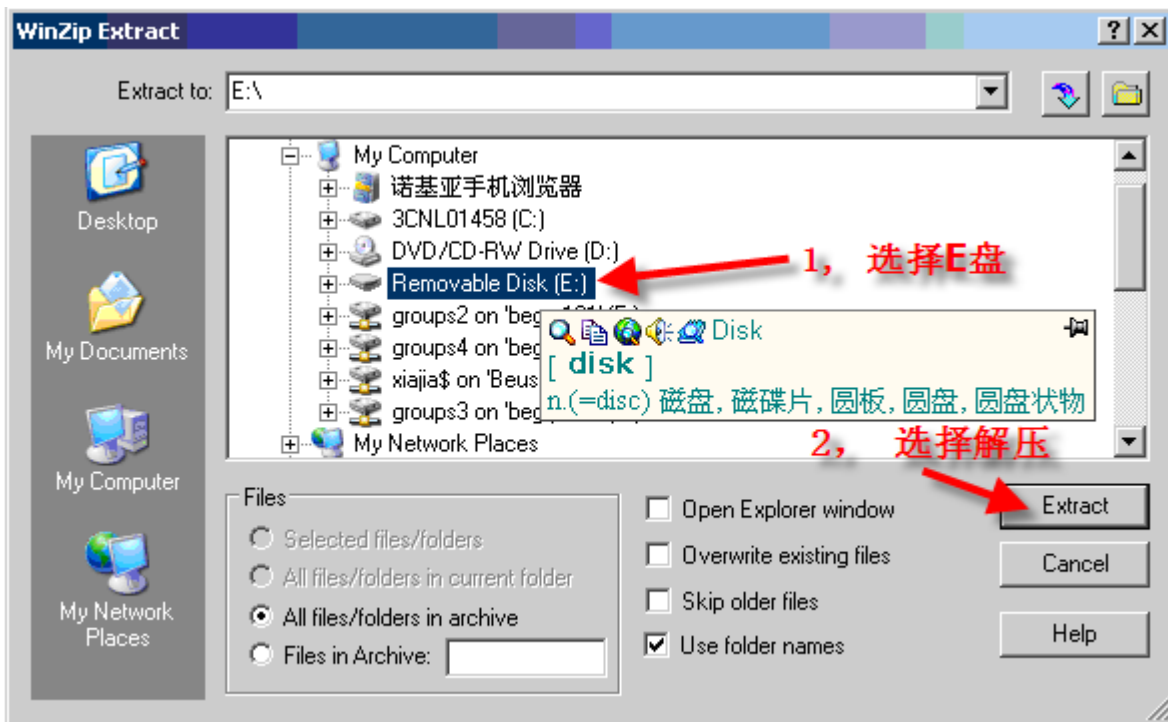 WinZip Extract
Extract to: E:\
Desktop
My Documents
My Computer
My Network
Places
My Computer
诺基亚手机浏览器
3CNL01458 (C:)
DVD/CD-RW Drive (D:)
Removable Disk (E:)
groups2 on 'beg
groups4 on 'beg
xiajia$ on 'Beus
groups3 on 'beg
My Network Places
1, 选择E盘
Disk
[ disk ]
n.(=disc) 磁盘, 磁碟片, 圆板, 圆盘, 圆盘状物
2, 选择解压
Files
Selected files/folders
All files/folders in current folder
All files/folders in archive
Files in Archive:
Open Explorer window
Overwrite existing files
Skip older files
Use folder names
Extract
Cancel
Help